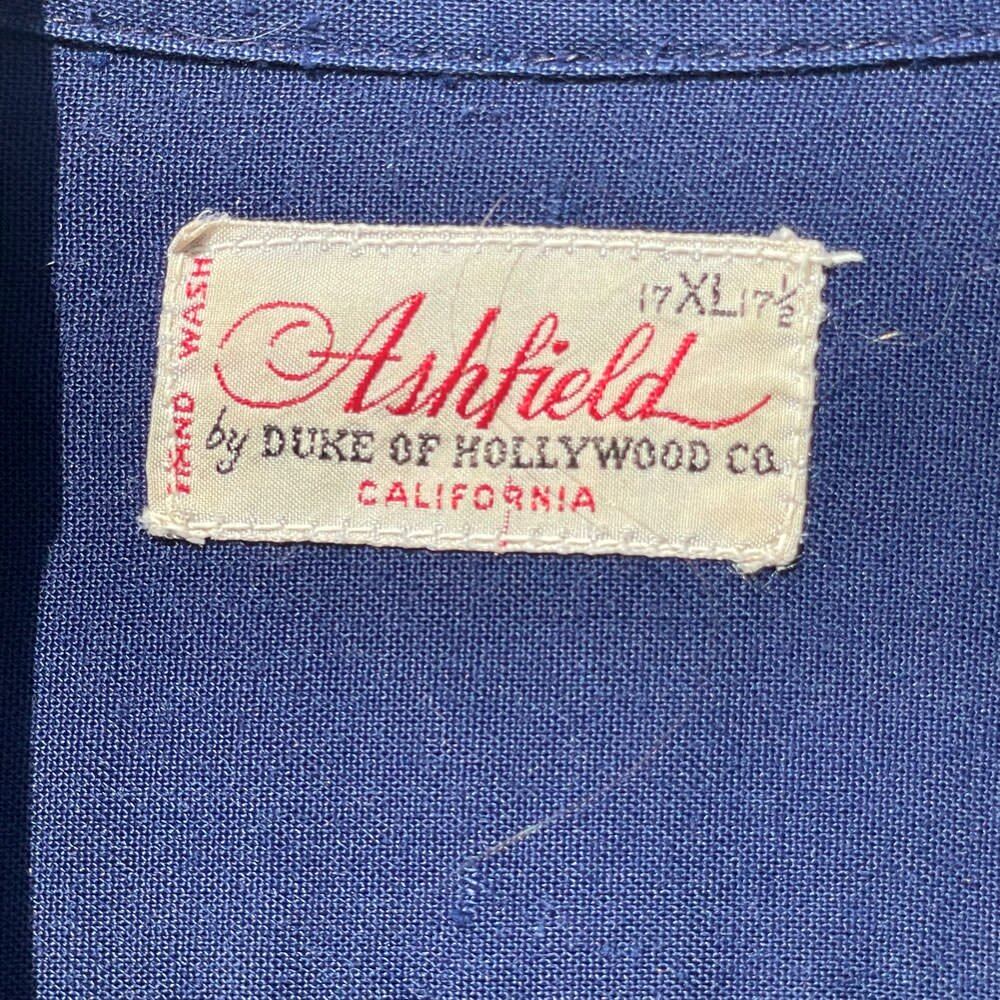 HAND WASH
17 XL 17½
Ashfield
by DUKE OF HOLLYWOOD CO.
CALIFORNIA